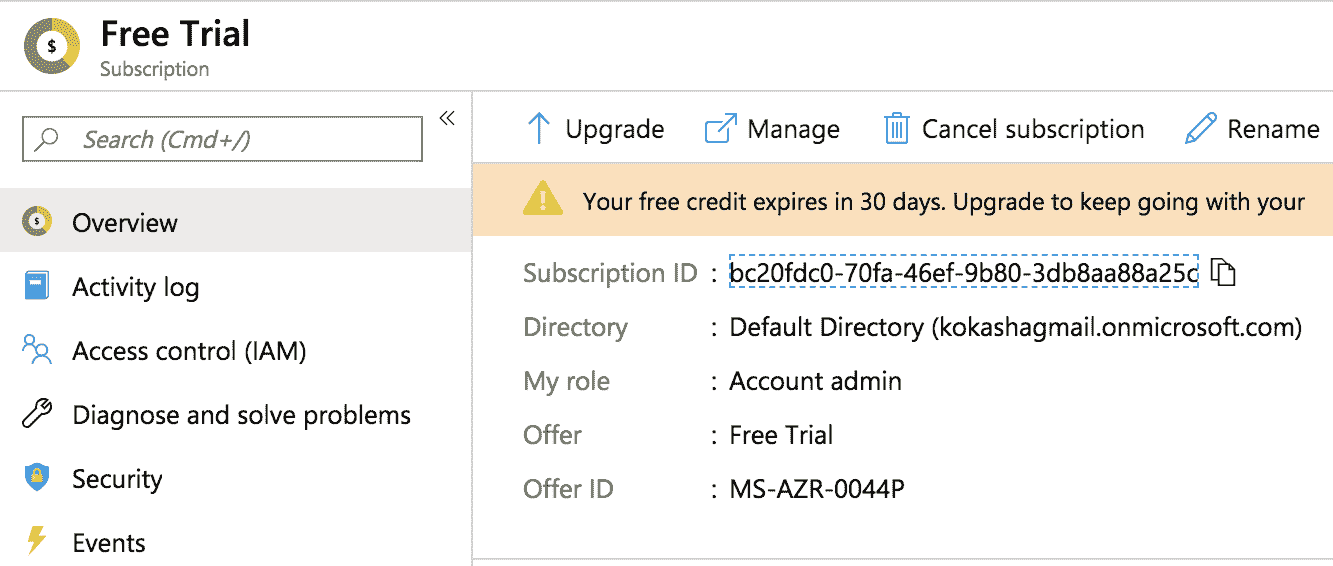 Free Trial
Subscription
Search (Cmd+/)
«
Overview
Activity log
Access control (IAM)
Diagnose and solve problems
Security
Events
Upgrade Manage Cancel subscription Rename
Your free credit expires in 30 days. Upgrade to keep going with your
Subscription ID : bc20fdc0-70fa-46ef-9b80-3db8aa88a25c
Directory : Default Directory (kokashagmail.onmicrosoft.com)
My role : Account admin
Offer : Free Trial
Offer ID : MS-AZR-0044P